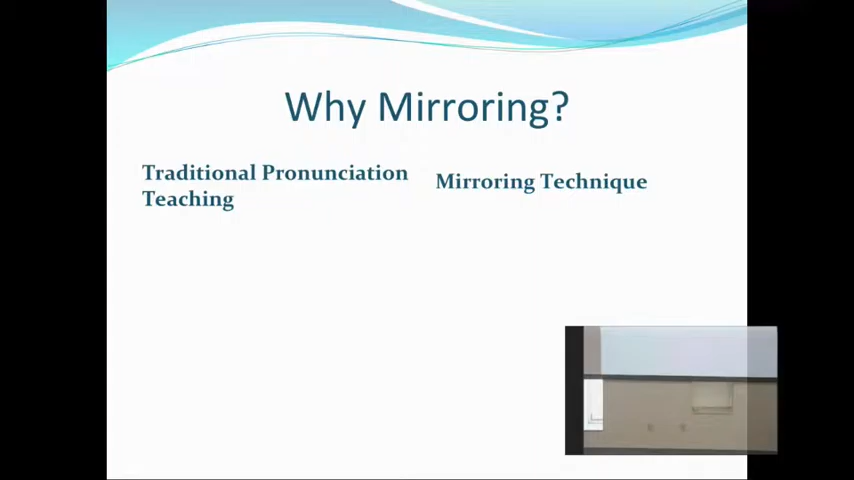 Why Mirroring?
Traditional Pronunciation
Teaching
Mirroring Technique